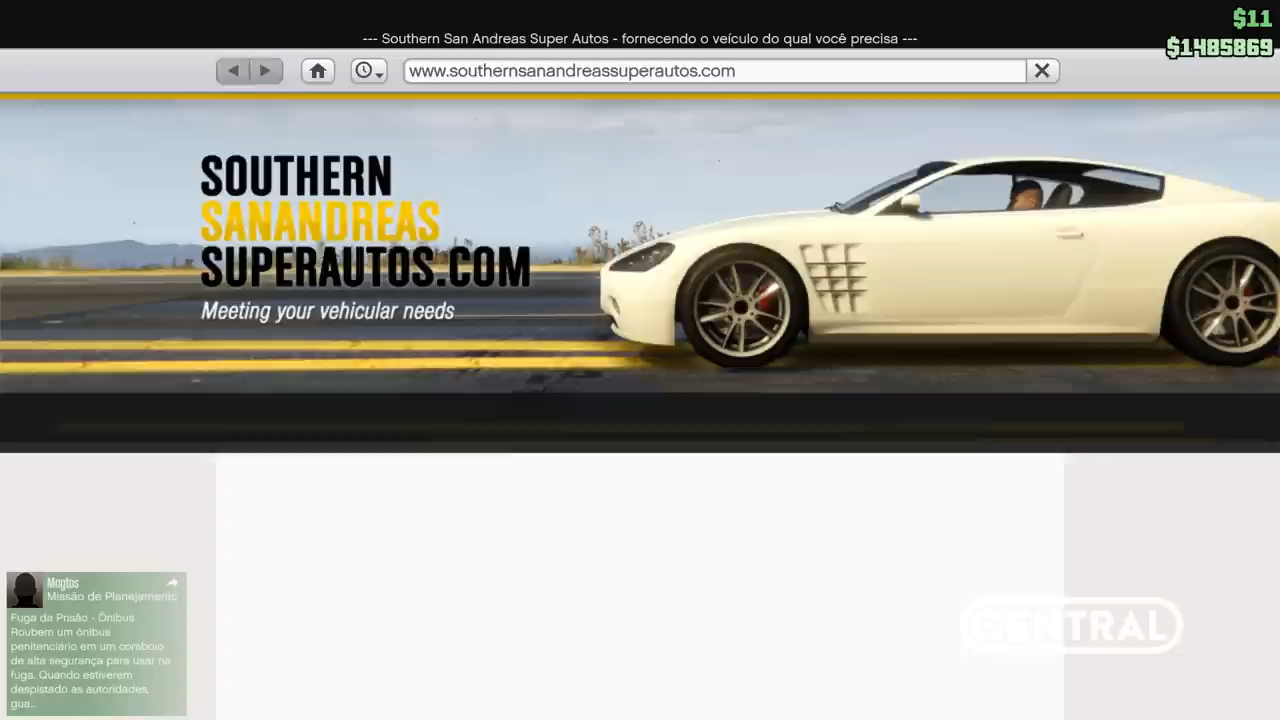 $11
--- Southern San Andreas Super Autos - fornecendo o veículo do qual você precisa ---
$1485869
www.southernsanandreassuperautos.com
SOUTHERN
SANANDREAS
SUPERAUTOS.COM
Meeting your vehicular needs
Mogtos
Missão de Planejamento
Fuga da Prisão - Ônibus
Roubem um ônibus
penitenciário em um comboio
de alta segurança para usar na
fuga. Quando estiverem
despistado as autoridades,
gua...
CENTRAL